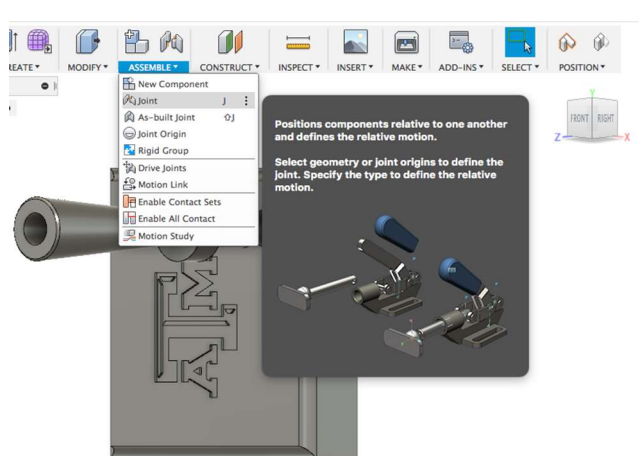 REATE ▾
MODIFY ▾
ASSEMBLE ▾
CONSTRUCT ▾
INSPECT ▾
INSERT ▾
MAKE ▾
ADD-INS ▾
SELECT ▾
POSITION ▾
New Component
Joint J
As-built Joint ⇧J
Joint Origin
Rigid Group
Drive Joints
Motion Link
Enable Contact Sets
Enable All Contact
Motion Study
Positions components relative to one another
and defines the relative motion.
Select geometry or joint origins to define the
joint. Specify the type to define the relative
motion.
Y
FRONT
RIGHT
Z
X